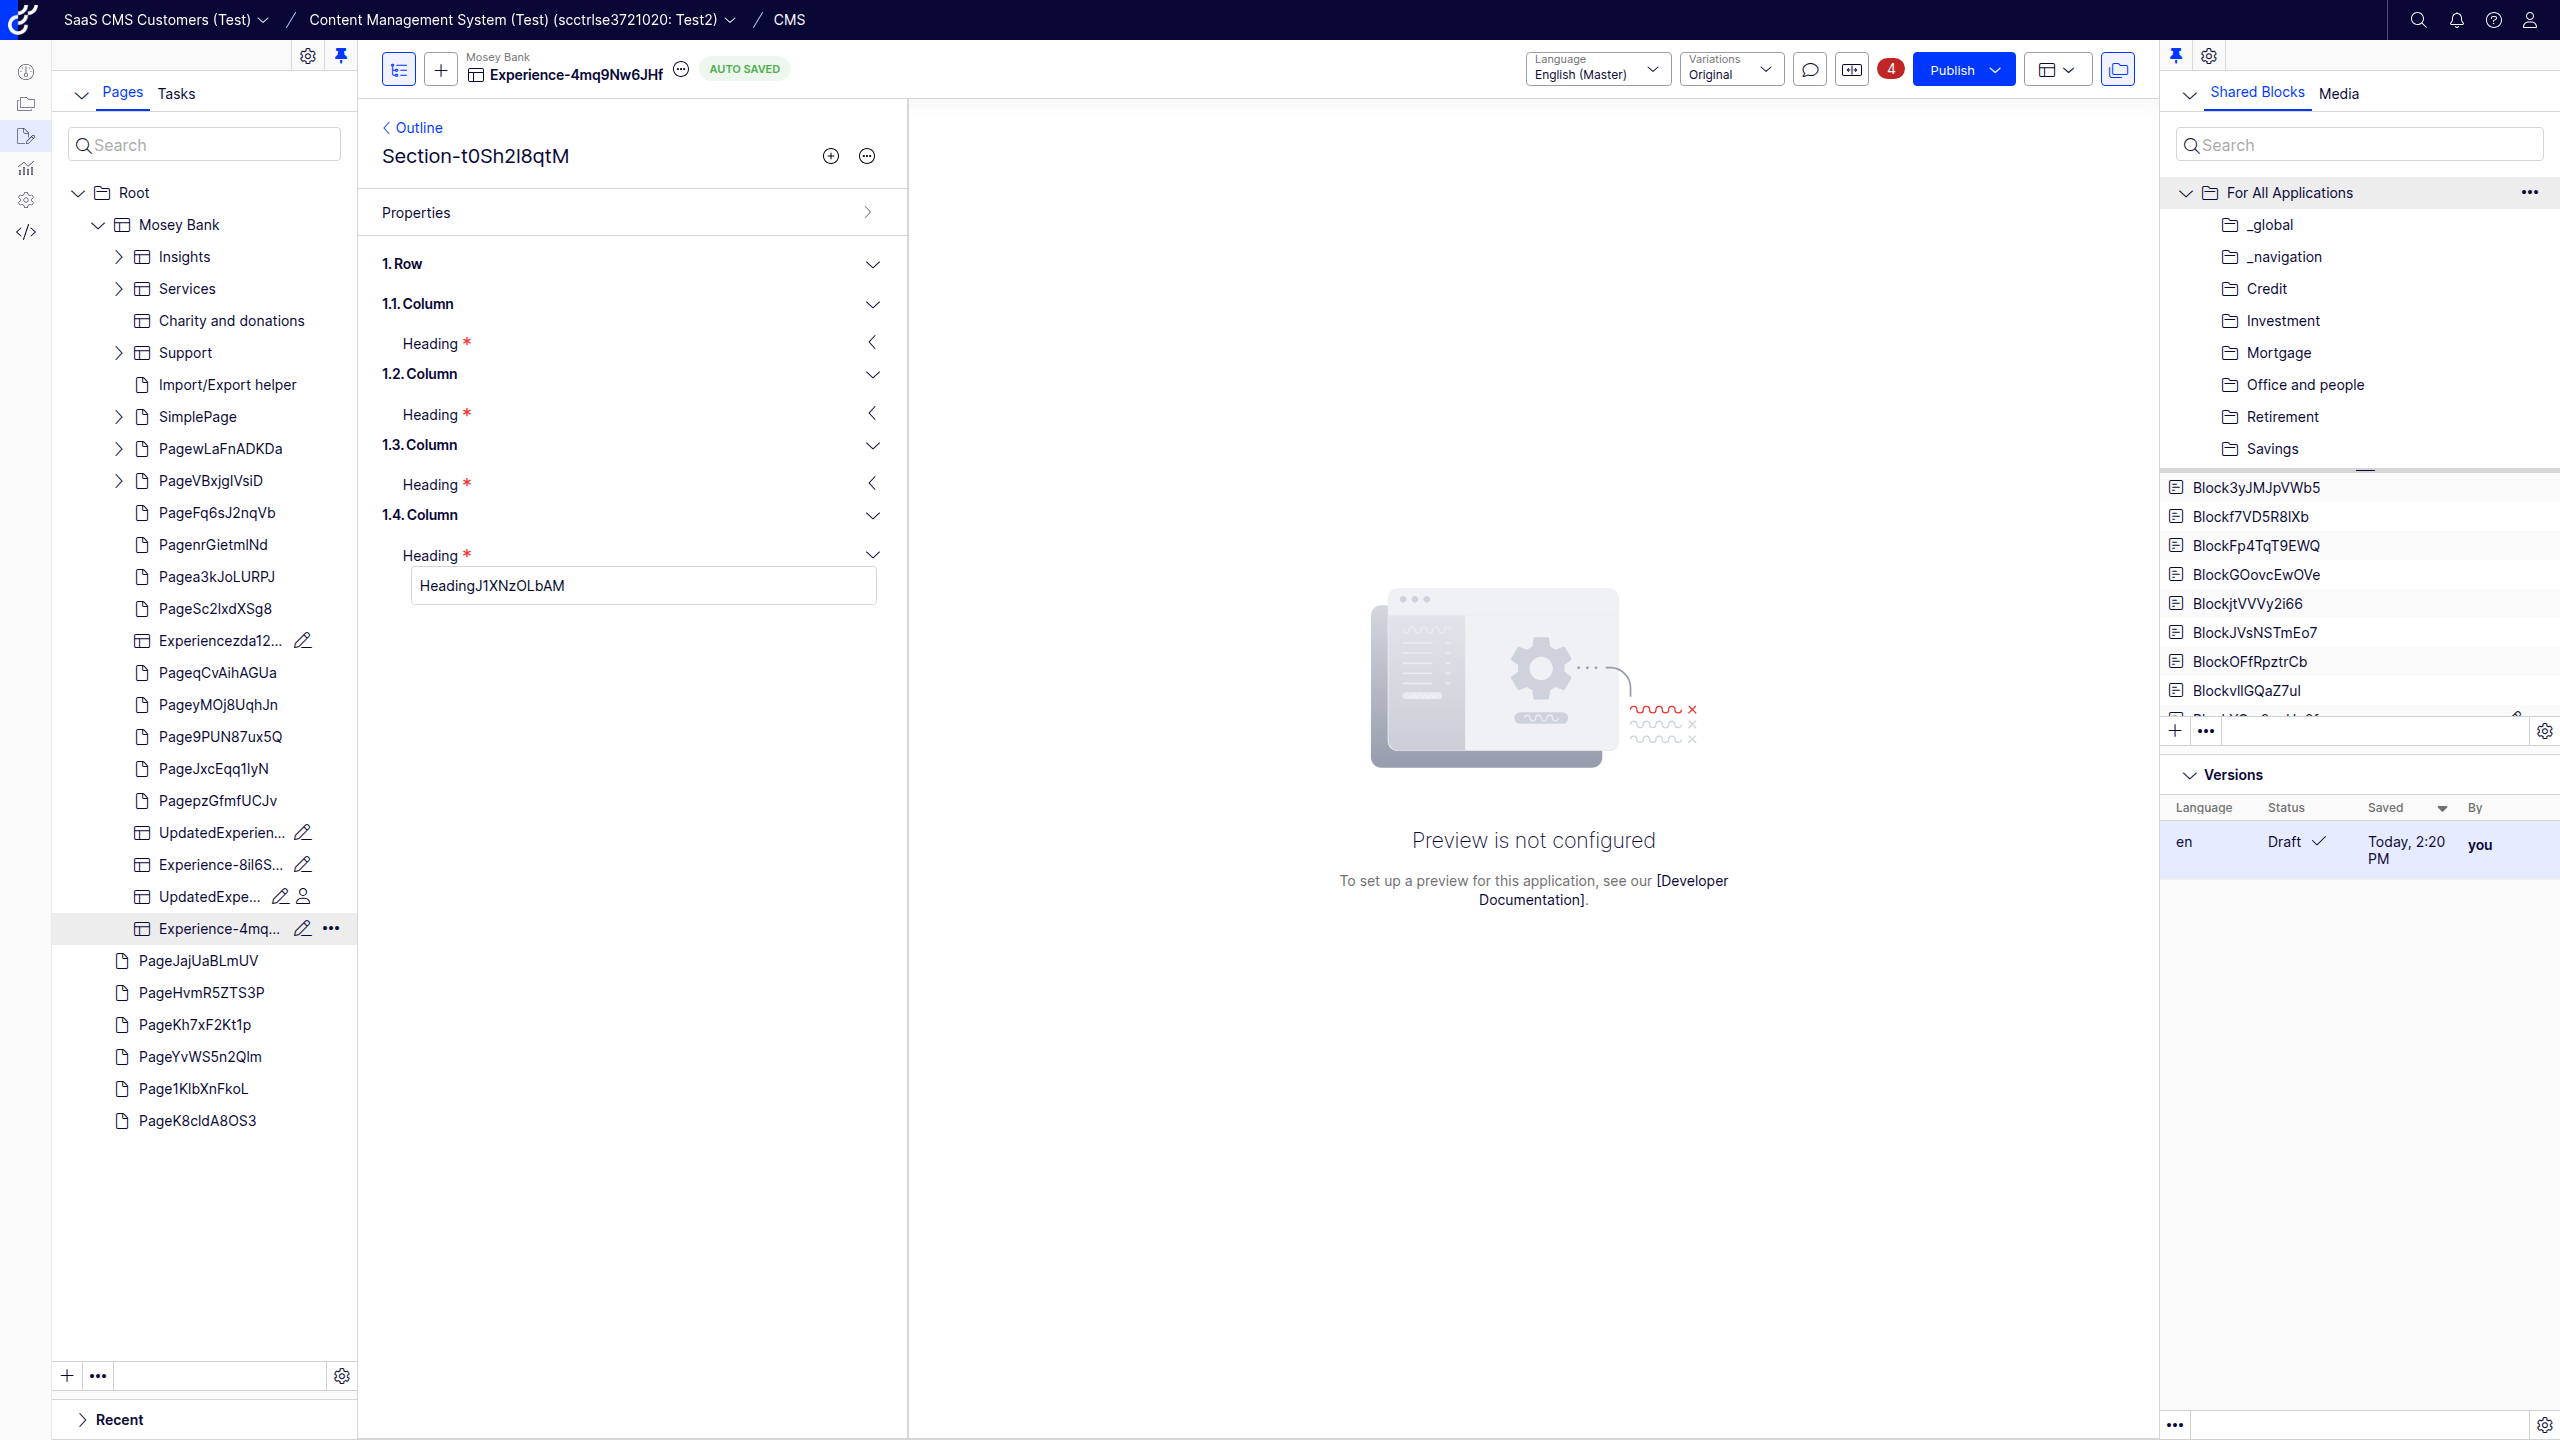 SaaS CMS Customers (Test) / Content Management System (Test) (scctrlse3721020: Test2) / CMS
Pages Tasks
Search
Root
Mosey Bank
Insights
Services
Charity and donations
Support
Import/Export helper
SimplePage
PagewLaFnADKDa
PageVBxjglVsiD
PageFq6sJ2nqVb
PagenrGietmlNd
Pagea3kJoLURPJ
PageSc2lxdXSg8
Experiencezda12...
PageqCvAihAGUa
PageyMOj8UqhJn
Page9PUN87ux5Q
PageJxcEqq1lyN
PagepzGfmfUCJv
UpdatedExperien...
Experience-8il6S...
UpdatedExpe...
Experience-4mq...
PageJajUaBLmUV
PageHvmR5ZTS3P
PageKh7xF2Kt1p
PageYvWS5n2Qlm
Page1KlbXnFkoL
PageK8cldA8OS3
Recent
Mosey Bank
Experience-4mq9Nw6JHf
AUTO SAVED
Language
English (Master)
Variations
Original
4
Publish
Outline
Section-t0Sh2l8qtM
Properties
1. Row
1.1. Column
Heading *
1.2. Column
Heading *
1.3. Column
Heading *
1.4. Column
Heading *
HeadingJ1XNzOLbAM
Preview is not configured
To set up a preview for this application, see our [Developer
Documentation].
Shared Blocks Media
Search
For All Applications
_global
_navigation
Credit
Investment
Mortgage
Office and people
Retirement
Savings
Block3yJMJpVWb5
Blockf7VD5R8lXb
BlockFp4TqT9EWQ
BlockGOovcEwOVe
BlockjtVVVy2i66
BlockJVsNSTmEo7
BlockOFfRpztrCb
BlockvllGQaZ7ul
Versions
Language Status Saved By
en Draft Today, 2:20 PM you